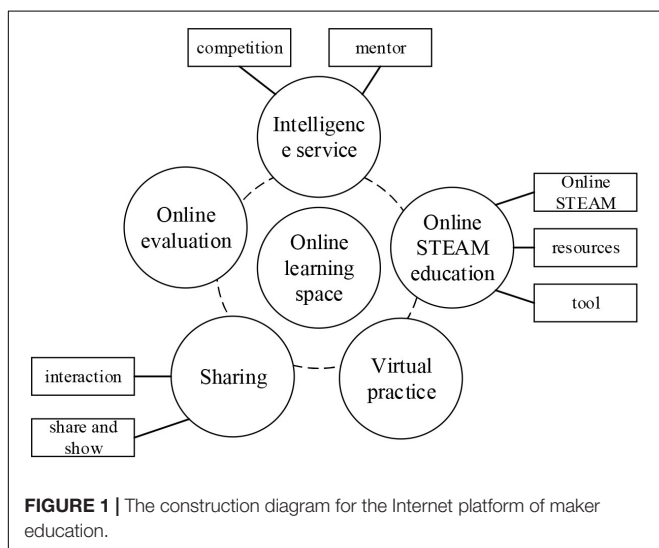 competition
mentor
Intelligenc
e service
Online
evaluation
Online
learning
space
Online
STEAM
education
Online
STEAM
resources
tool
interaction
share and
show
Sharing
Virtual
practice
FIGURE 1 | The construction diagram for the Internet platform of maker
education.